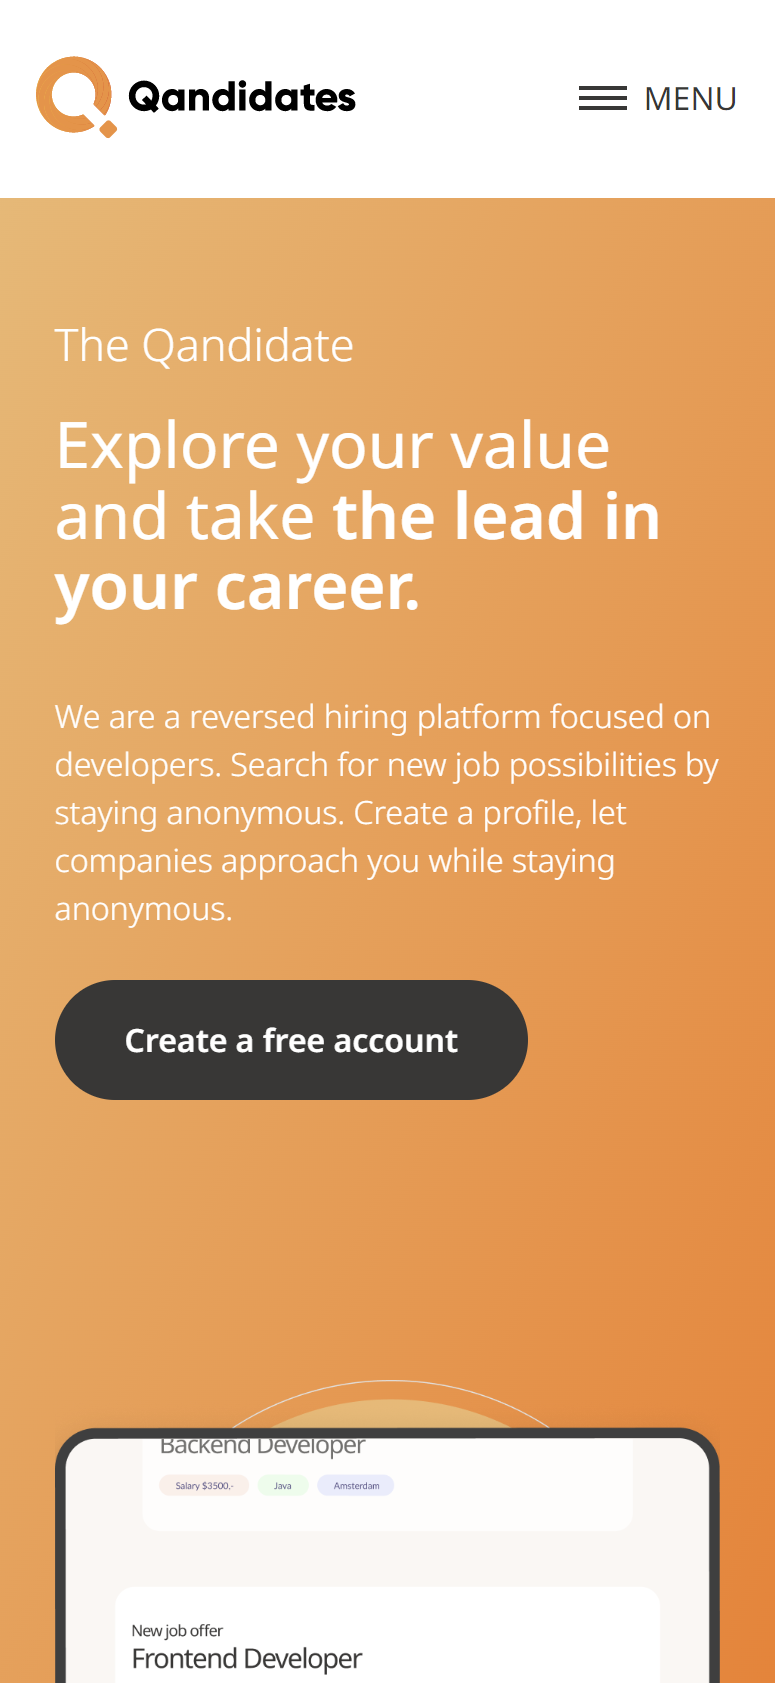 Qandidates
MENU
The Qandidate
Explore your value
and take the lead in
your career.
We are a reversed hiring platform focused on
developers. Search for new job possibilities by
staying anonymous. Create a profile, let
companies approach you while staying
anonymous.
Create a free account
Backend Developer
Salary $3500,- Java Amsterdam
New job offer
Frontend Developer